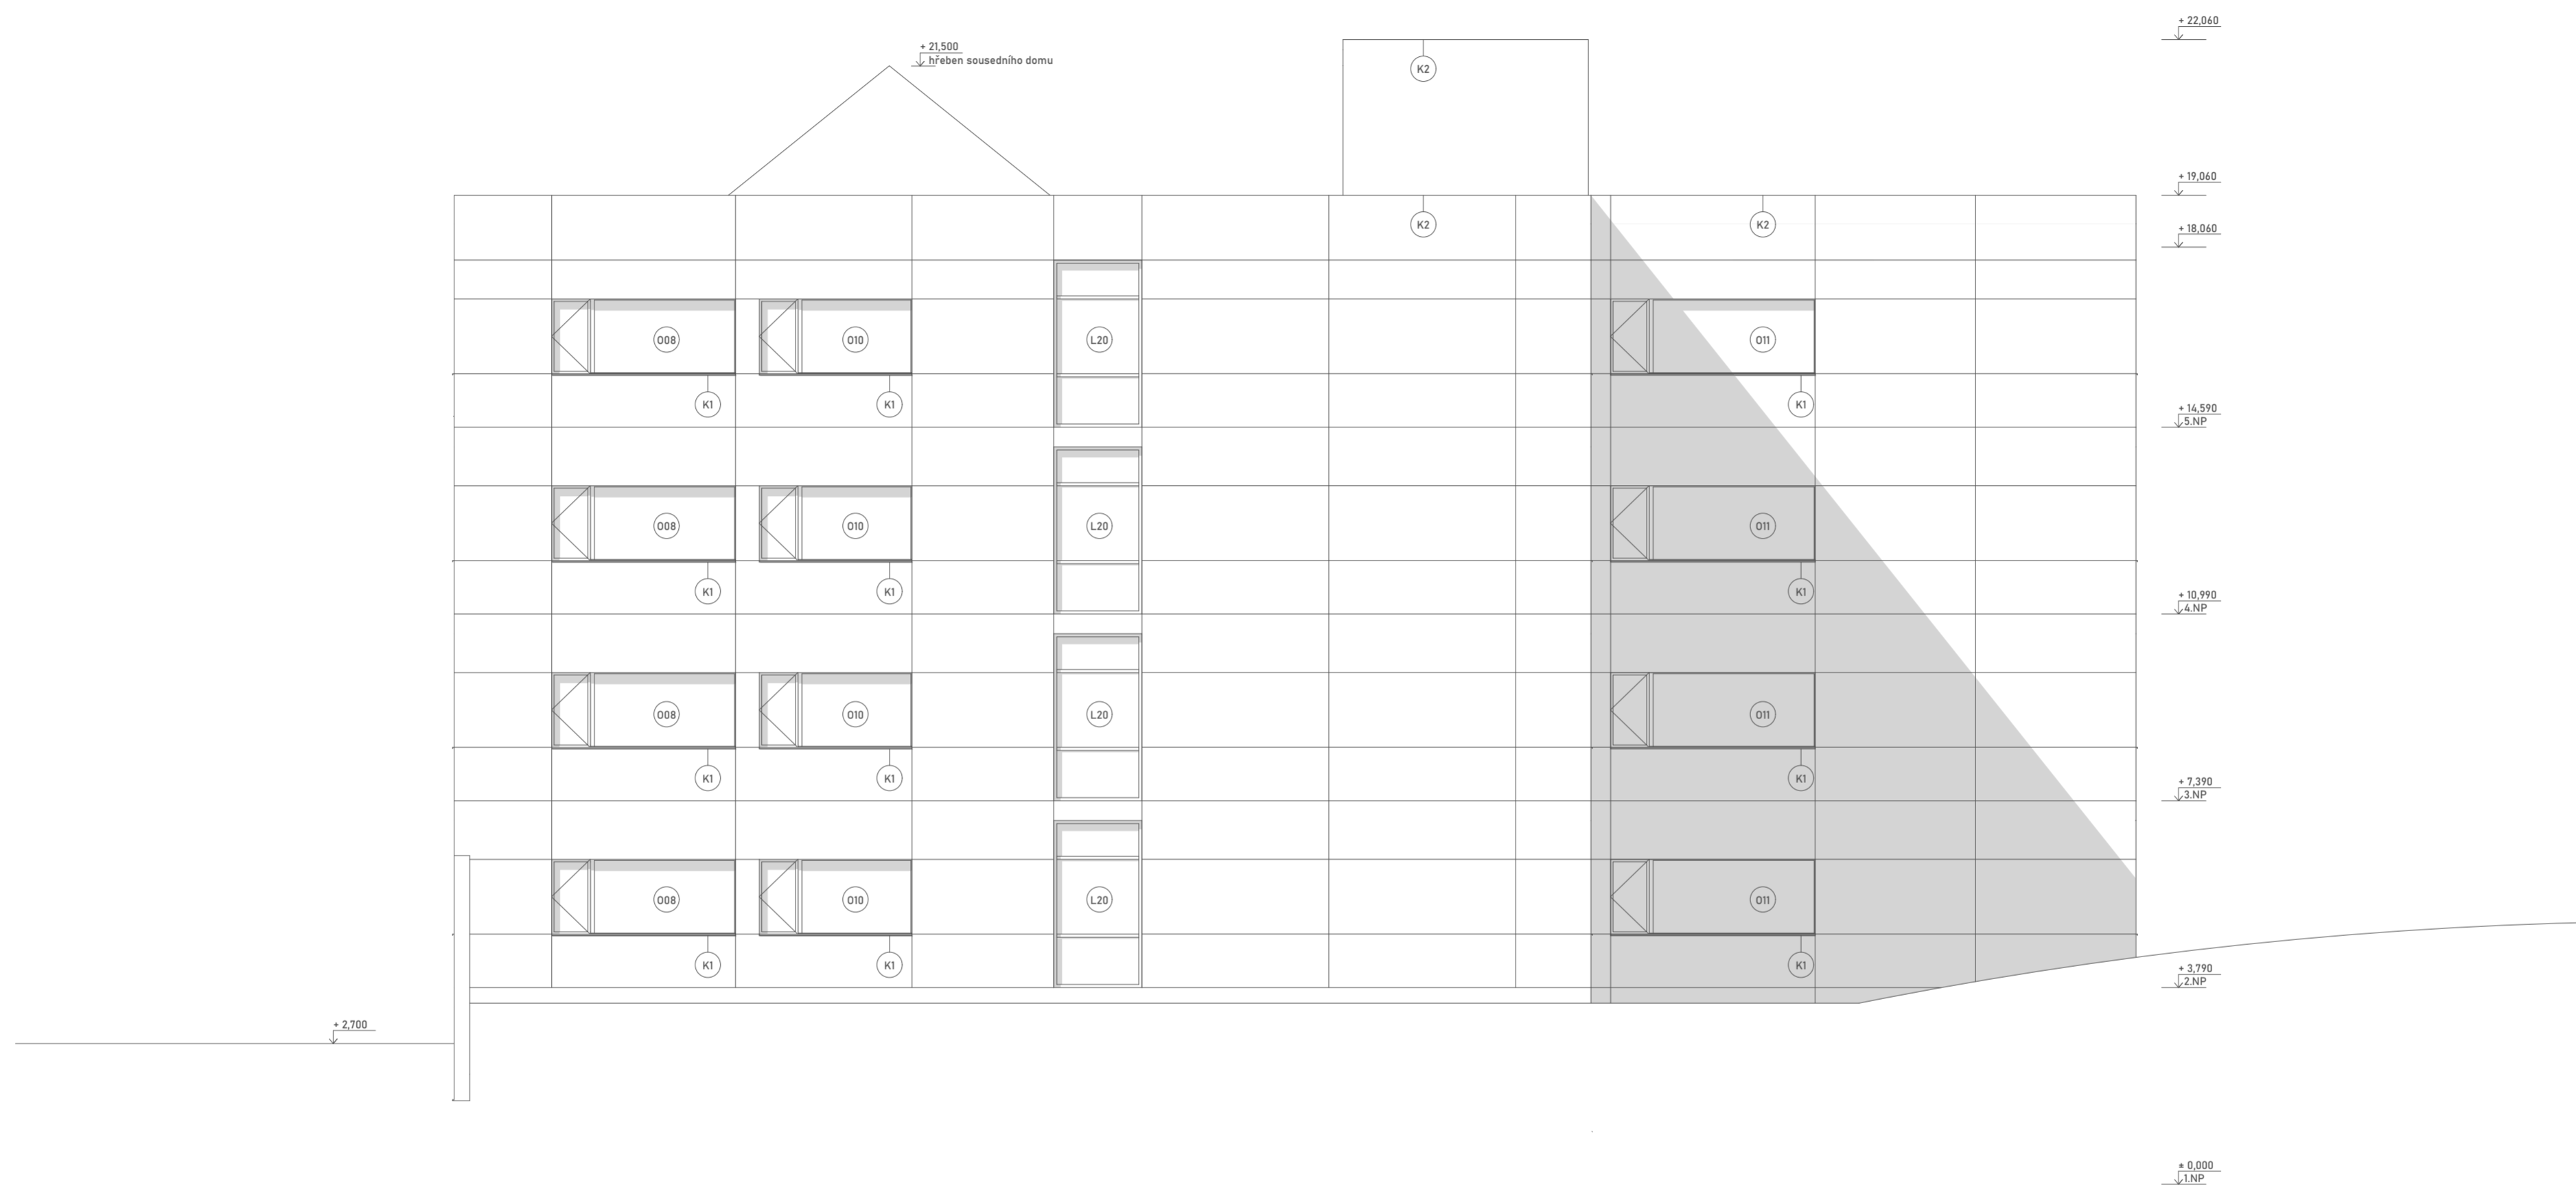 + 22,060
+ 21,500
hřeben sousedního domu
K2
+ 19,060
K2
K2
+ 18,060
O08
O10
L20
O11
K1
K1
K1
+ 14,590
5.NP
O08
O10
L20
O11
K1
K1
K1
+ 10,990
4.NP
O08
O10
L20
O11
K1
K1
K1
+ 7,390
3.NP
O08
O10
L20
O11
K1
K1
K1
+ 3,790
2.NP
+ 2,700
± 0,000
1.NP